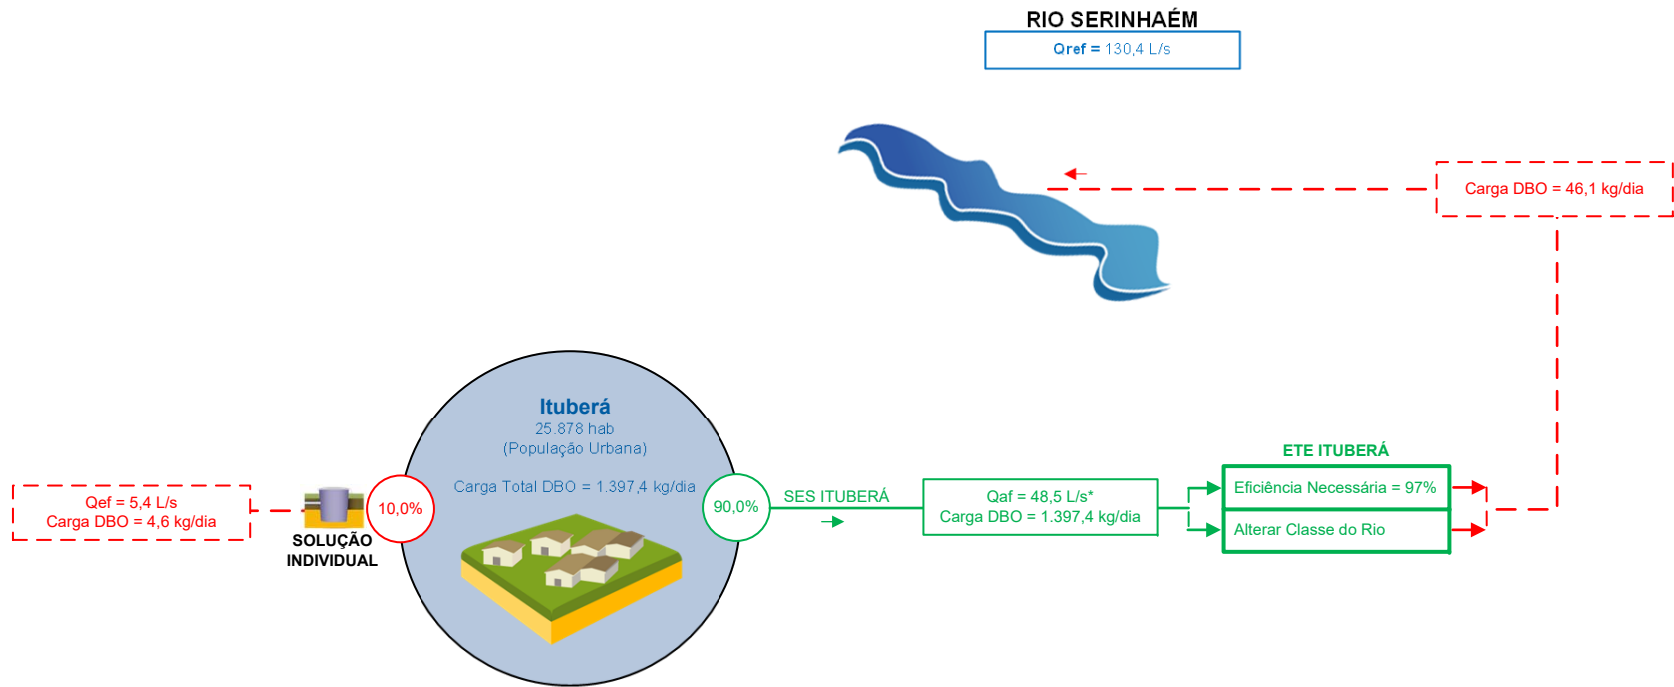 RIO SERINHAÉM
Qref = 130,4 L/s
Carga DBO = 46,1 kg/dia
Ituberá
25.878 hab
(População Urbana)
Carga Total DBO = 1.397,4 kg/dia
Qef = 5,4 L/s
Carga DBO = 4,6 kg/dia
SOLUÇÃO
INDIVIDUAL
10,0%
90,0%
SES ITUBERÁ
Qaf = 48,5 L/s*
Carga DBO = 1.397,4 kg/dia
ETE ITUBERÁ
Eficiência Necessária = 97%
Alterar Classe do Rio